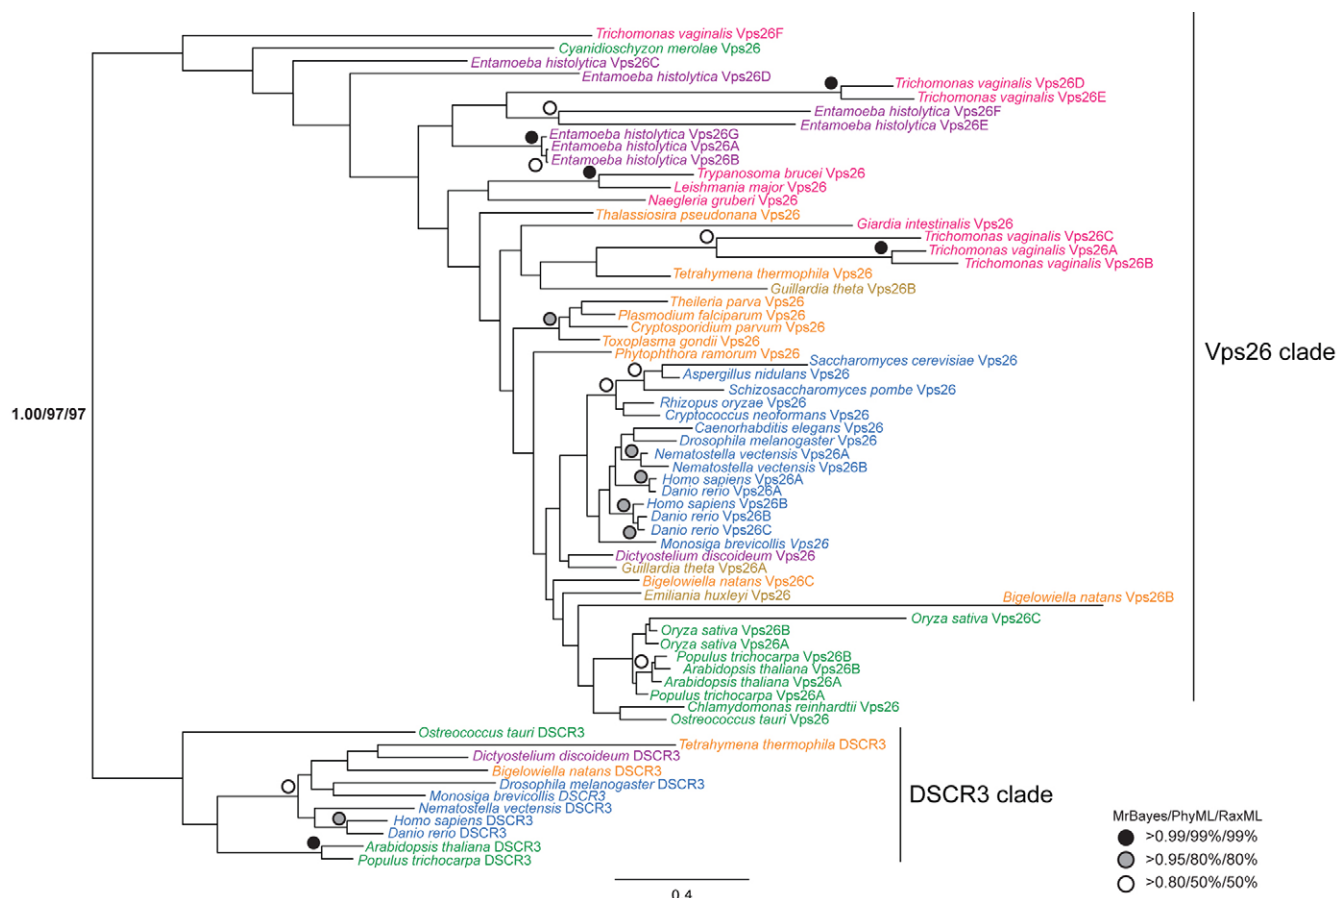 Trichomonas vaginalis Vps26F
Cyanidioschyzon merolae Vps26
Entamoeba histolytica Vps26C
Entamoeba histolytica Vps26D
Trichomonas vaginalis Vps26D
Trichomonas vaginalis Vps26E
Entamoeba histolytica Vps26F
Entamoeba histolytica Vps26E
Entamoeba histolytica Vps26G
Entamoeba histolytica Vps26A
Entamoeba histolytica Vps26B
Trypanosoma brucei Vps26
Leishmania major Vps26
Naegleria gruberi Vps26
Thalassiosira pseudonana Vps26
Giardia intestinalis Vps26
Trichomonas vaginalis Vps26C
Trichomonas vaginalis Vps26A
Trichomonas vaginalis Vps26B
Tetrahymena thermophila Vps26
Guillardia theta Vps26B
Theileria parva Vps26
Plasmodium falciparum Vps26
Cryptosporidium parvum Vps26
Toxoplasma gondii Vps26
Phytophthora ramorum Vps26
Saccharomyces cerevisiae Vps26
Aspergillus nidulans Vps26
Schizosaccharomyces pombe Vps26
Rhizopus oryzae Vps26
Cryptococcus neoformans Vps26
Caenorhabditis elegans Vps26
Drosophila melanogaster Vps26
Nematostella vectensis Vps26A
Nematostella vectensis Vps26B
Homo sapiens Vps26A
Danio rerio Vps26A
Homo sapiens Vps26B
Danio rerio Vps26B
Danio rerio Vps26C
Monosiga brevicollis Vps26
Dictyostelium discoideum Vps26
Guillardia theta Vps26A
Bigelowiella natans Vps26C
Emiliania huxleyi Vps26
Bigelowiella natans Vps26B
Oryza sativa Vps26C
Oryza sativa Vps26B
Oryza sativa Vps26A
Populus trichocarpa Vps26B
Arabidopsis thaliana Vps26B
Arabidopsis thaliana Vps26A
Populus trichocarpa Vps26A
Chlamydomonas reinhardtii Vps26
Ostreococcus tauri Vps26
Vps26 clade
1.00/97/97
Ostreococcus tauri DSCR3
Tetrahymena thermophila DSCR3
Dictyostelium discoideum DSCR3
Bigelowiella natans DSCR3
Drosophila melanogaster DSCR3
Monosiga brevicollis DSCR3
Nematostella vectensis DSCR3
Homo sapiens DSCR3
Danio rerio DSCR3
Arabidopsis thaliana DSCR3
Populus trichocarpa DSCR3
DSCR3 clade
0.4
MrBayes/PhyML/RaxML
>0.99/99%/99%
>0.95/80%/80%
>0.80/50%/50%